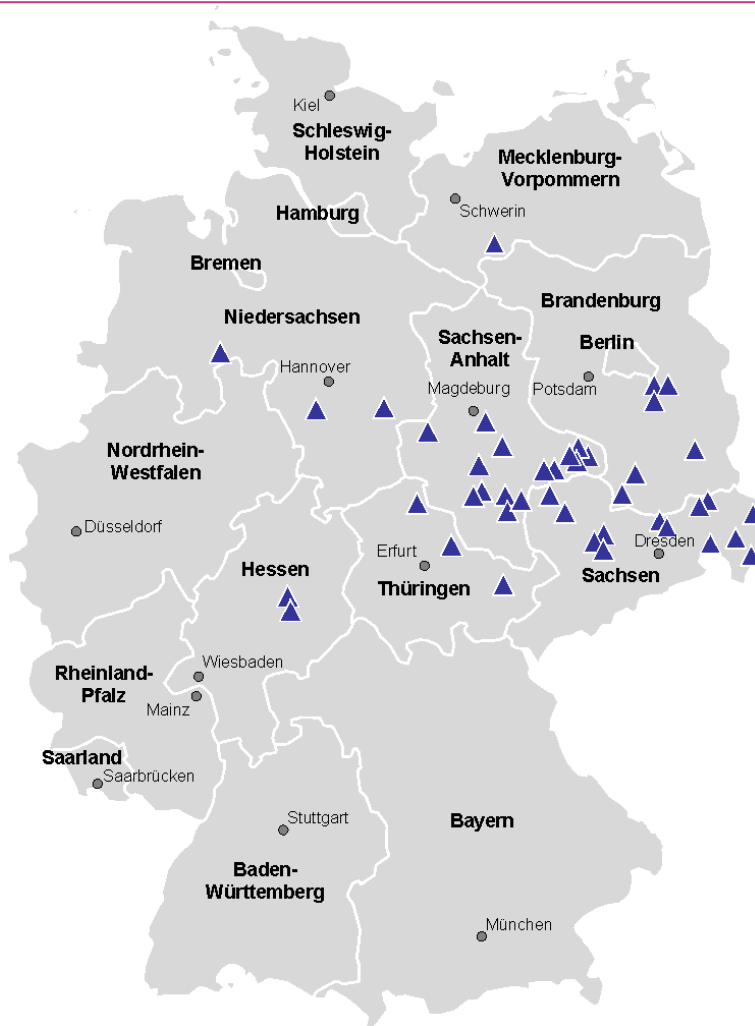 Kiel
Schleswig-
Holstein
Mecklenburg-
Vorpommern
Schwerin
Hamburg
Bremen
Niedersachsen
Brandenburg
Sachsen-
Anhalt
Berlin
Hannover
Magdeburg
Potsdam
Nordrhein-
Westfalen
Düsseldorf
Hessen
Erfurt
Thüringen
Dresden
Sachsen
Rheinland-
Pfalz
Wiesbaden
Mainz
Saarland
Saarbrücken
Stuttgart
Bayern
Baden-
Württemberg
München